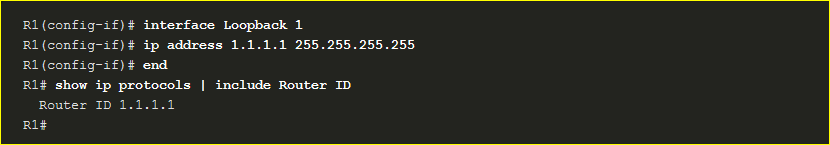 R1(config-if)# interface Loopback 1
R1(config-if)# ip address 1.1.1.1 255.255.255.255
R1(config-if)# end
R1# show ip protocols | include Router ID
  Router ID 1.1.1.1
R1#